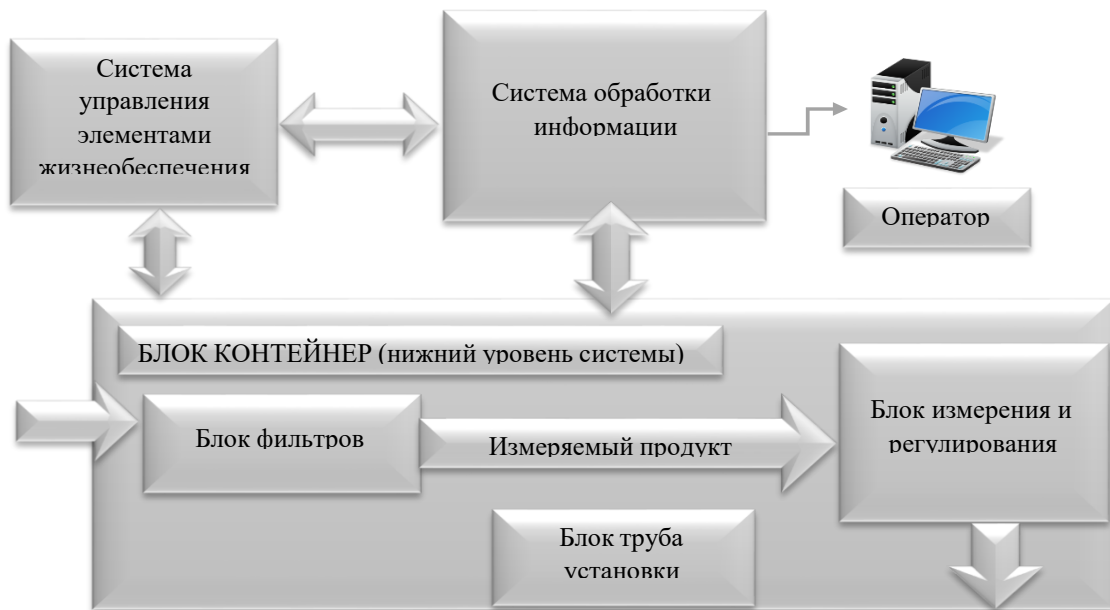 Система
управления
элементами
жизнеобеспечения
Система обработки
информации
Оператор
БЛОК КОНТЕЙНЕР (нижний уровень системы)
Блок фильтров
Измеряемый продукт
Блок измерения и
регулирования
Блок труба
установки